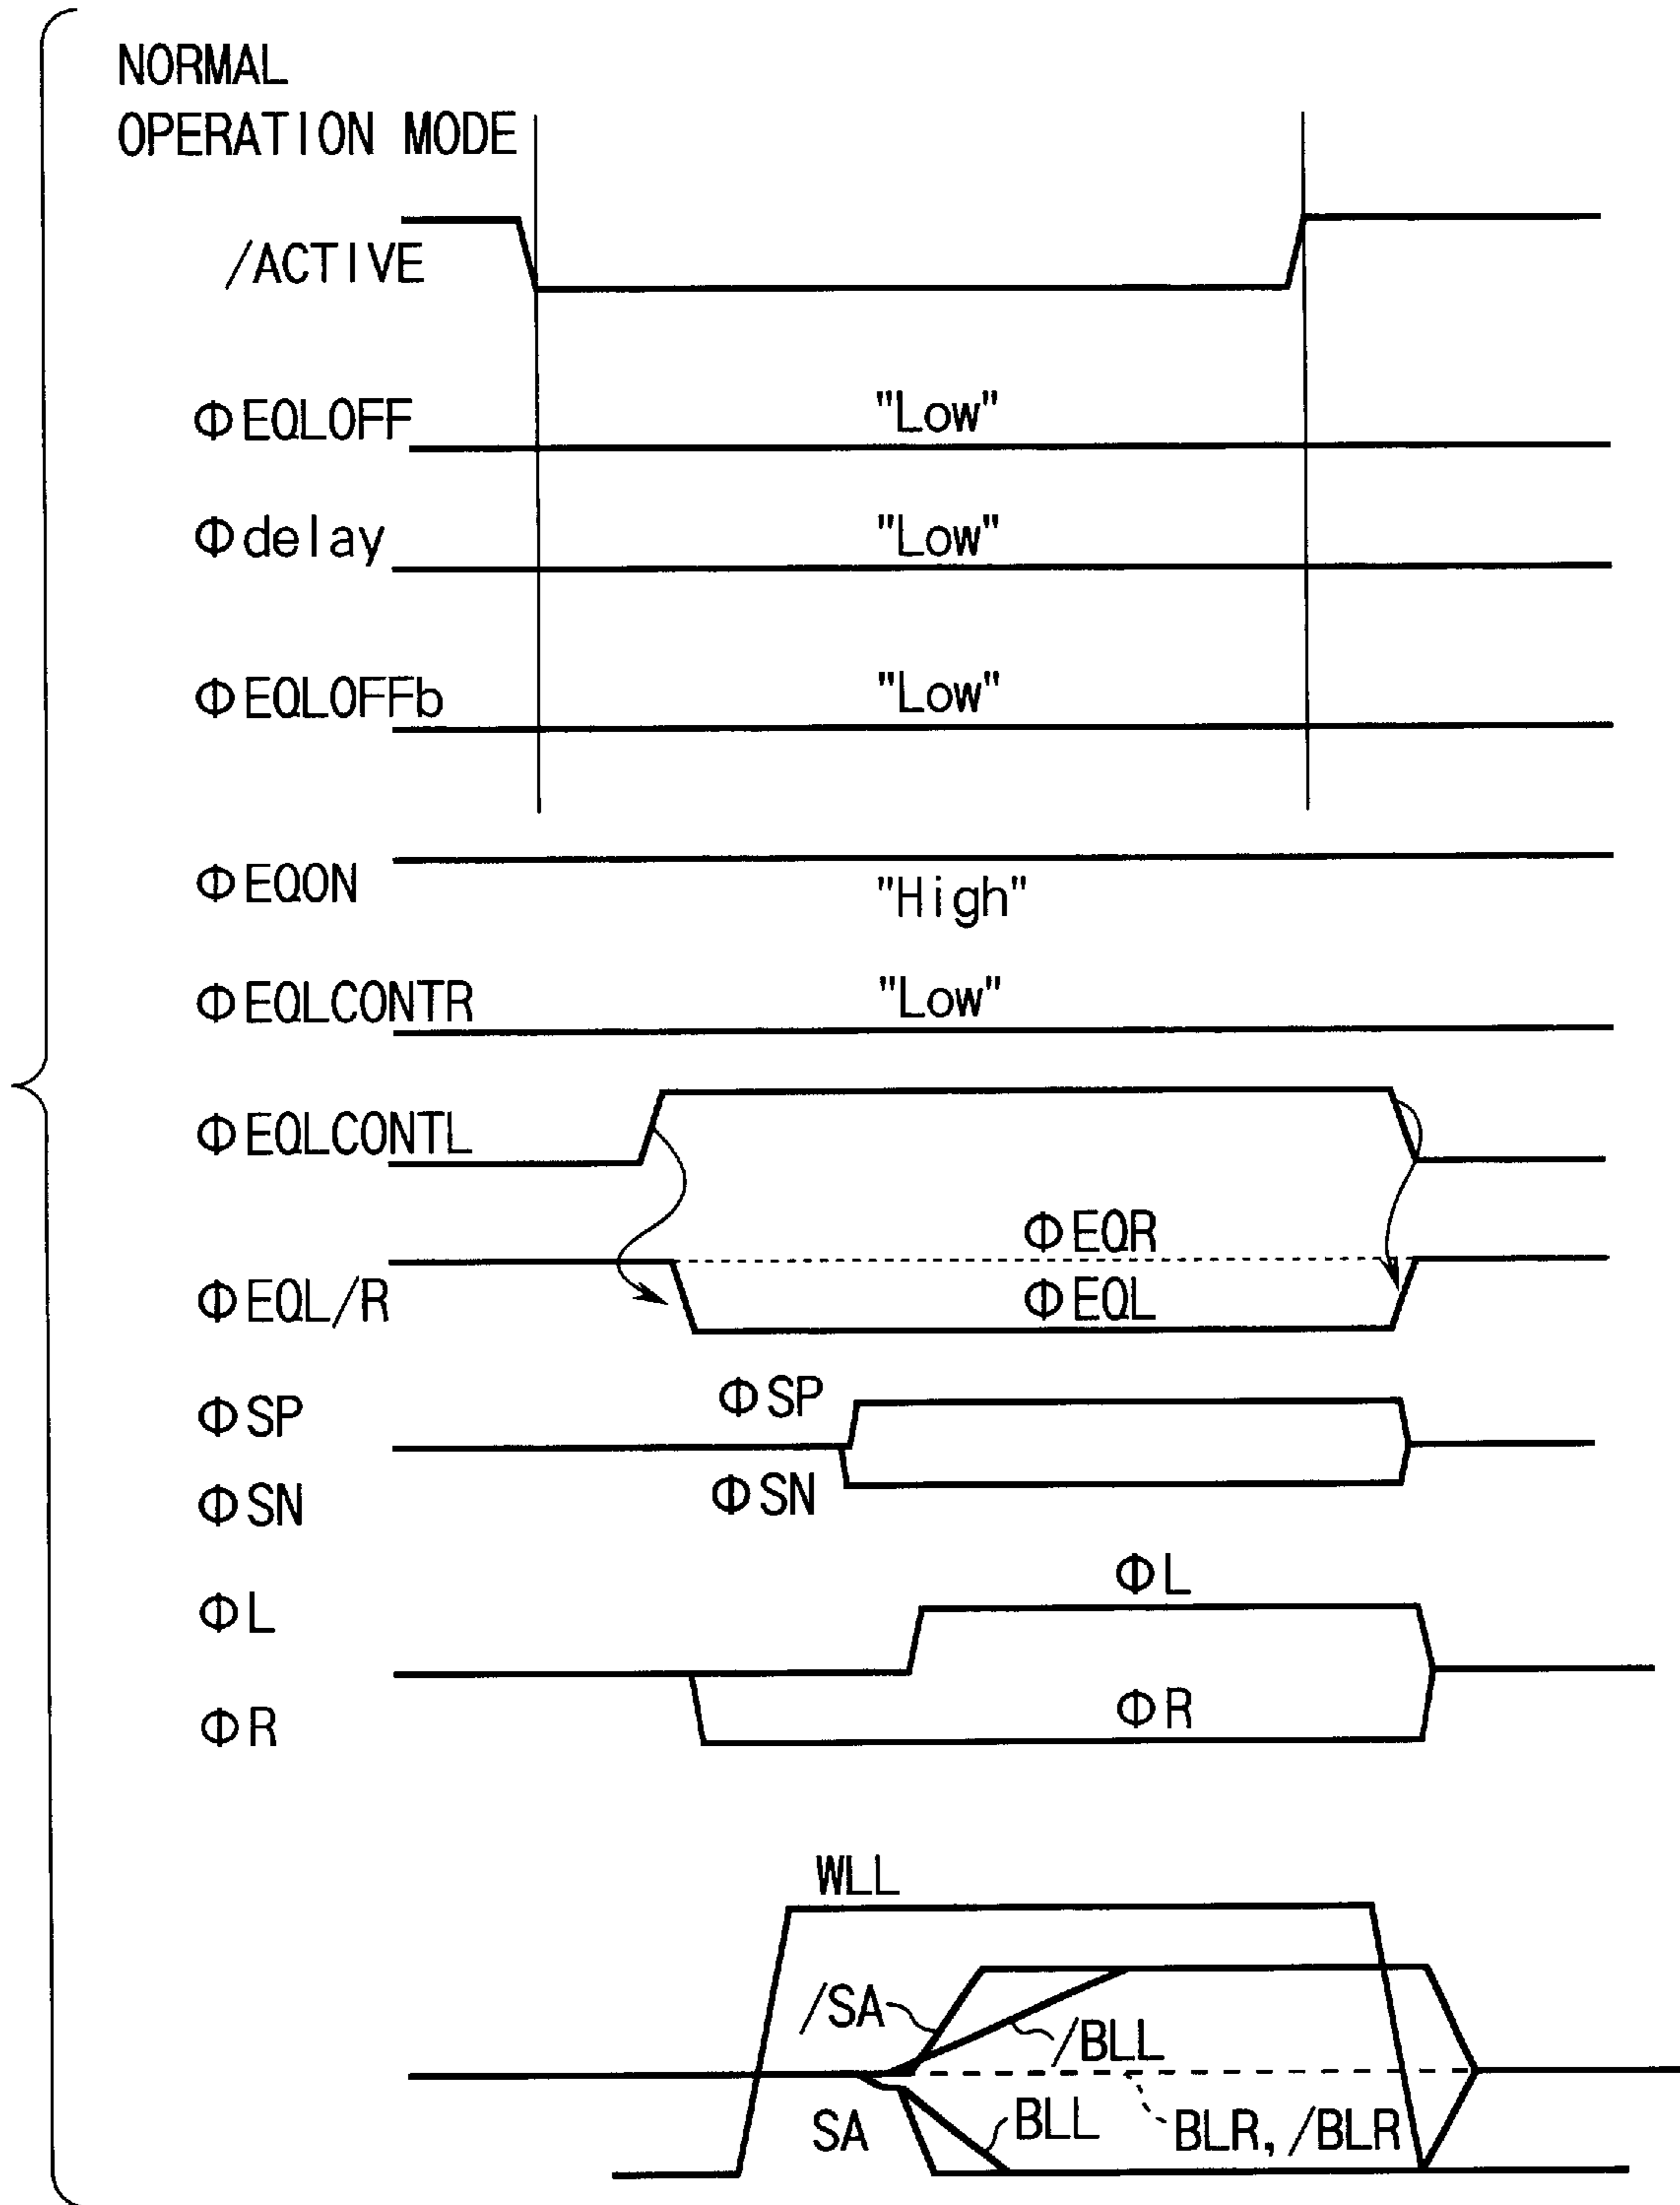 NORMAL
OPERATION MODE
/ACTIVE
ΦEQLOFF "Low"
Φdelay "Low"
ΦEQLOFFb "Low"
ΦEQON "High"
ΦEQLCONTR "Low"
ΦEQLCONTL
ΦEQR
ΦEQL/R ΦEQL
ΦSP ΦSP
ΦSN ΦSN
ΦL ΦL
ΦR ΦR
WLL
/SA /BLL
SA BLL BLR, /BLR